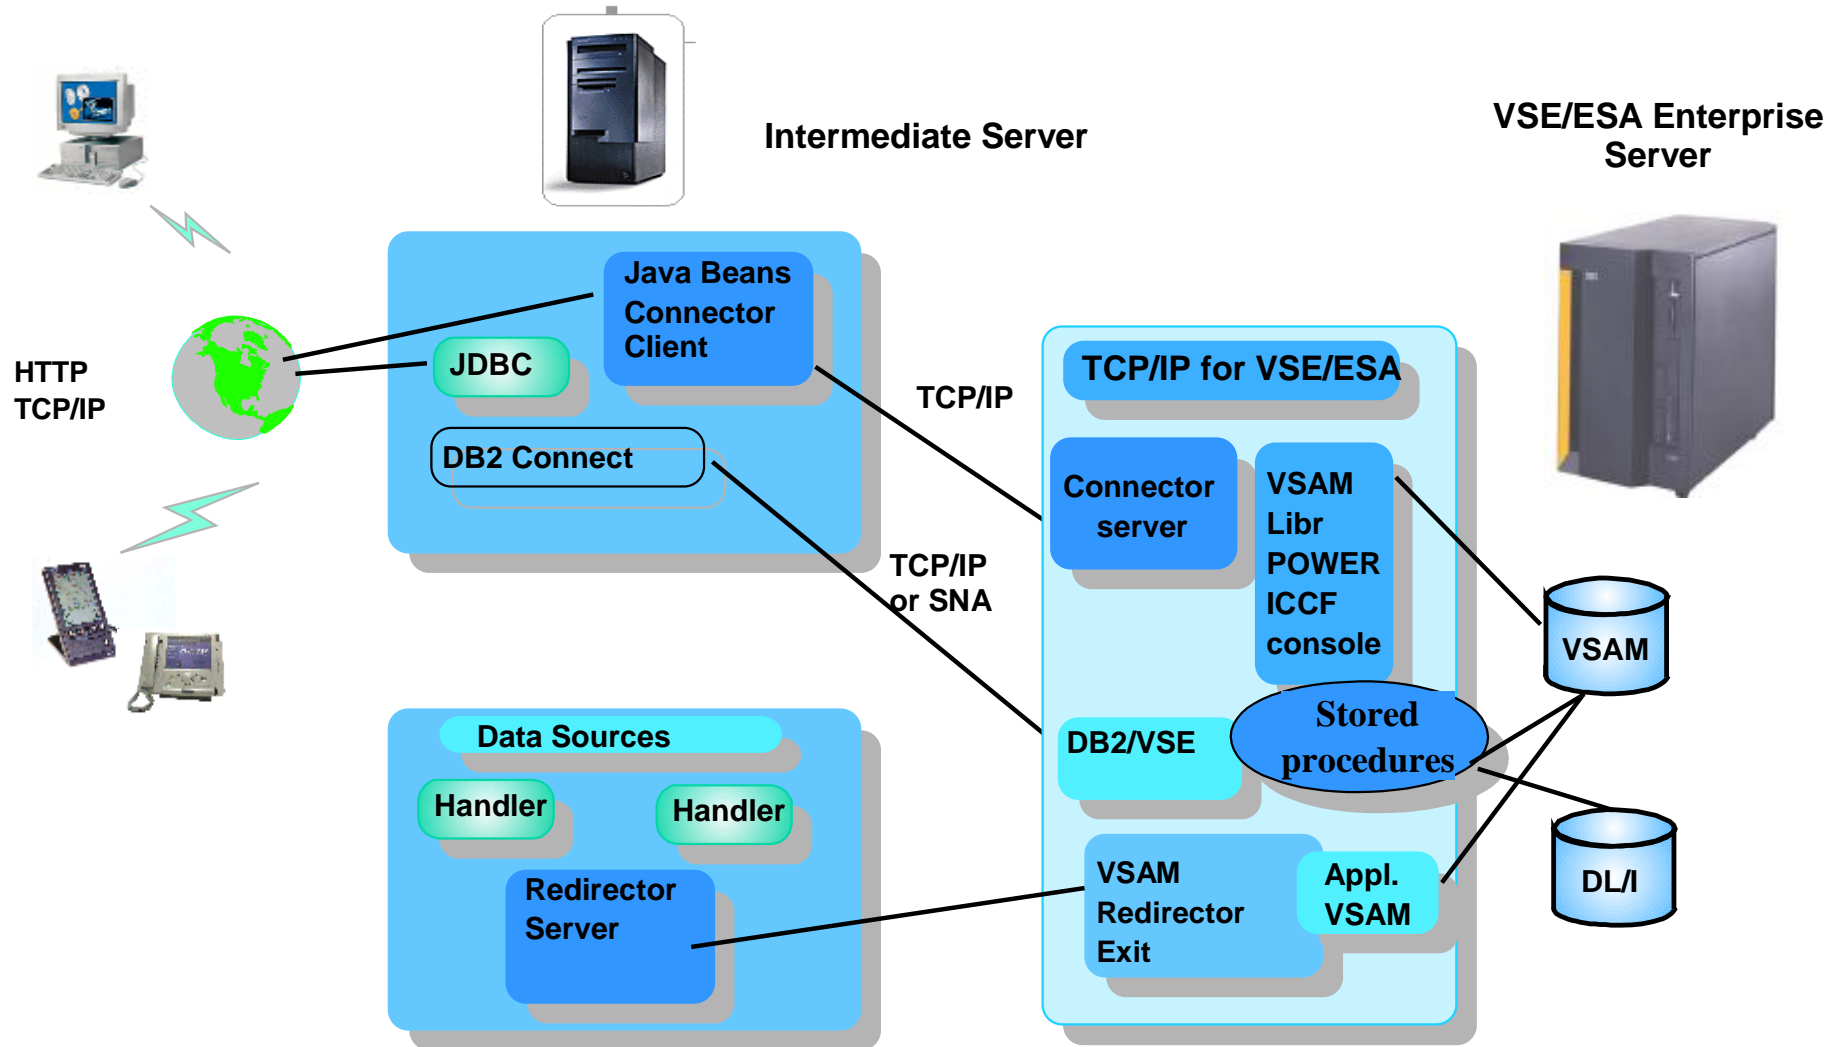 Intermediate Server
VSE/ESA Enterprise
Server
HTTP
TCP/IP
Java Beans
Connector
Client
JDBC
DB2 Connect
TCP/IP
TCP/IP
or SNA
TCP/IP for VSE/ESA
Connector
server
VSAM
Libr
POWER
ICCF
console
VSAM
Stored
procedures
DB2/VSE
DL/I
Data Sources
Handler
Handler
Redirector
Server
VSAM
Redirector
Exit
Appl.
VSAM